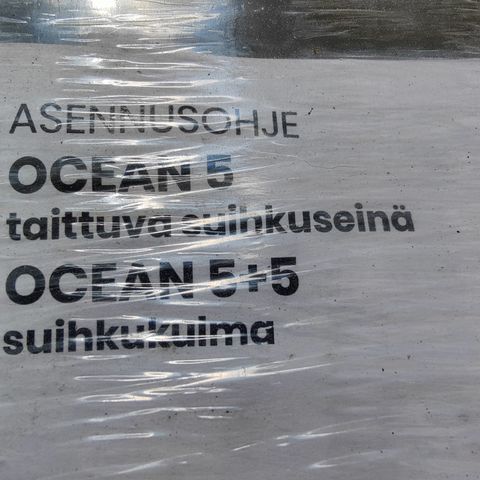 ASENNUSOHJE
OCEAN 5
taittuva suihkuseinä
OCEAN 5+5
suihkukulma